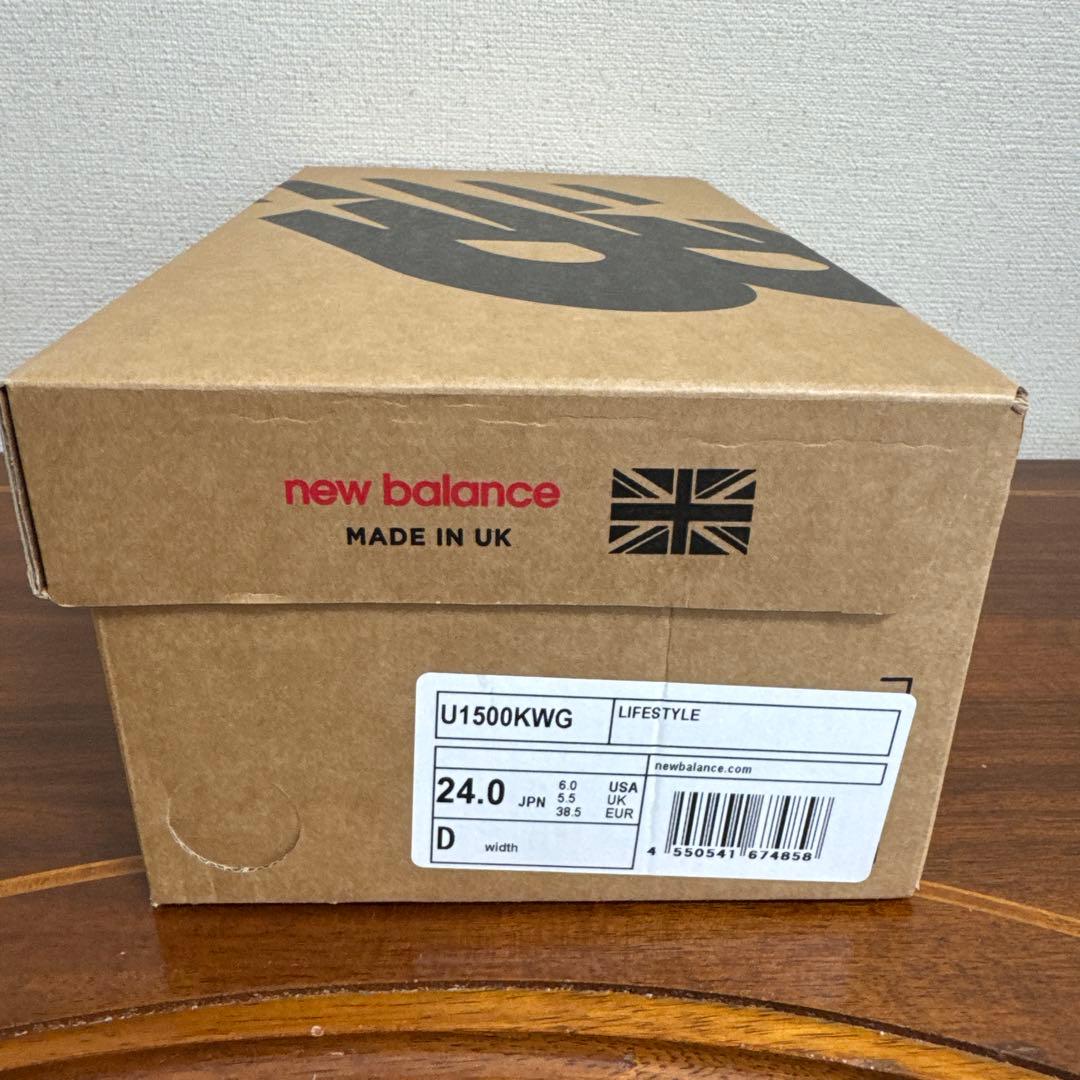 new balance
MADE IN UK
U1500KWG
LIFESTYLE
newbalance.com
24.0 JPN
6.0 USA
5.5 UK
38.5 EUR
D width
4 550541 674858